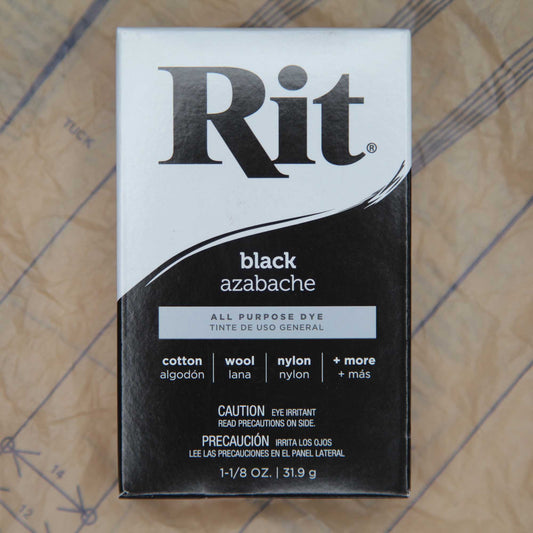 Rit®
black
azabache
ALL PURPOSE DYE
TINTE DE USO GENERAL
cotton | wool | nylon | + more
algodón | lana | nylon | + más
CAUTION EYE IRRITANT
READ PRECAUTIONS ON SIDE.
PRECAUCIÓN IRRITA LOS OJOS
LEE LAS PRECAUCIONES EN EL PANEL LATERAL
1-1/8 OZ. | 31.9 g
TUCK
14
12